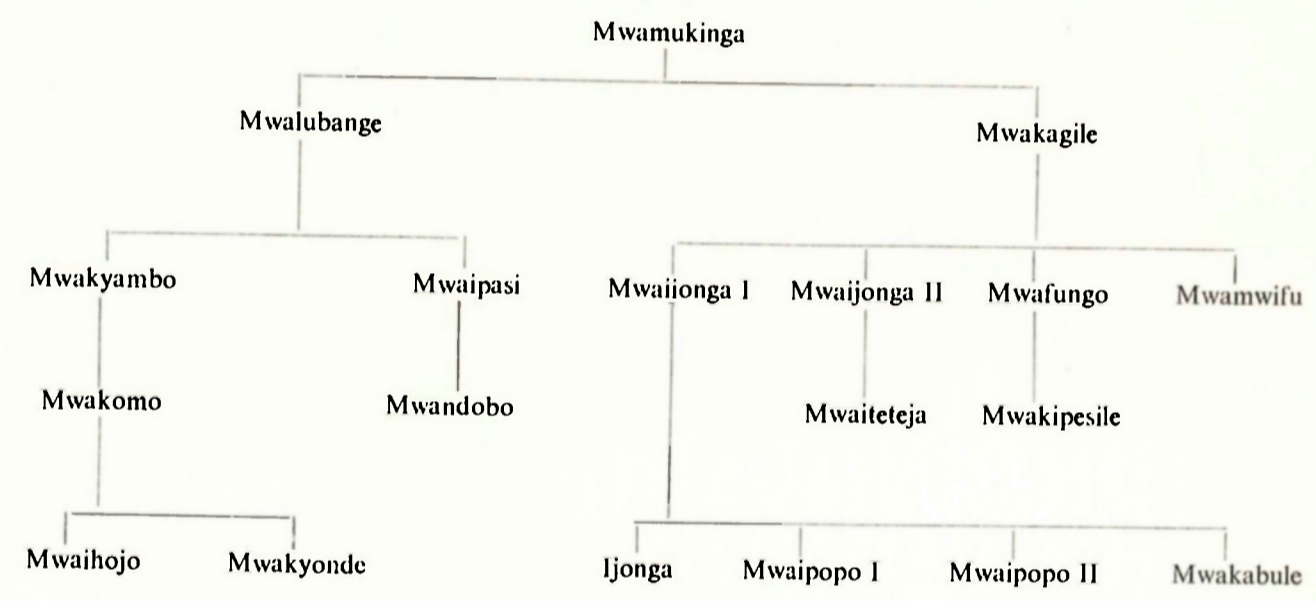 Mwamukinga
Mwalubange Mwakagile
Mwakyambo Mwaipasi Mwaiionga I Mwaijonga II Mwafungo Mwamwifu
Mwakomo Mwandobo Mwaiteteja Mwakipesile
Mwaihojo Mwakyonde Ijonga Mwaipopo I Mwaipopo II Mwakabule